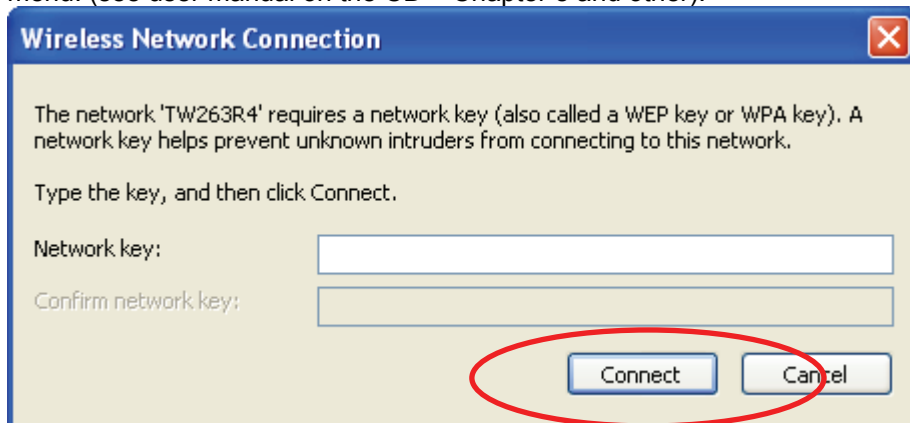 Wireless Network Connection
The network 'TW263R4' requires a network key (also called a WEP key or WPA key). A
network key helps prevent unknown intruders from connecting to this network.
Type the key, and then click Connect.
Network key:
Confirm network key:
Connect Cancel